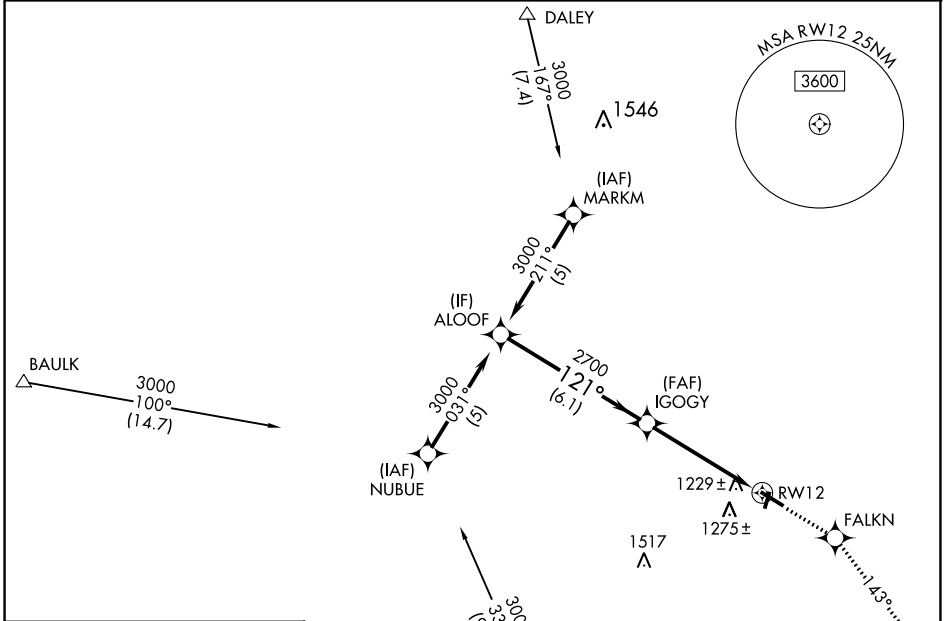 DALEY
3000
167°
(7.4)
1546
MSA RW12 25NM
3600
(IAF)
MARKM
3000
211°
(5)
(IF)
ALOOF
BAULK
3000
100°
(14.7)
3000
031°
(5)
2700
121°
(6.1)
(FAF)
IGOGY
(IAF)
NUBUE
1229±
RW12
1275±
FALKN
1517
143°